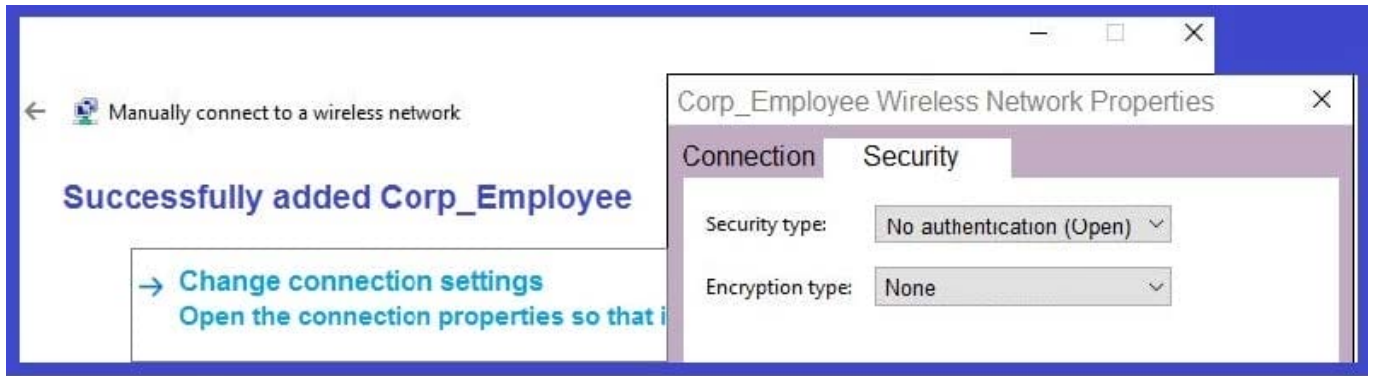 Manually connect to a wireless network
Successfully added Corp_Employee
Change connection settings
Open the connection properties so that i
Corp_Employee Wireless Network Properties
Connection Security
Security type: No authentication (Open)
Encryption type: None